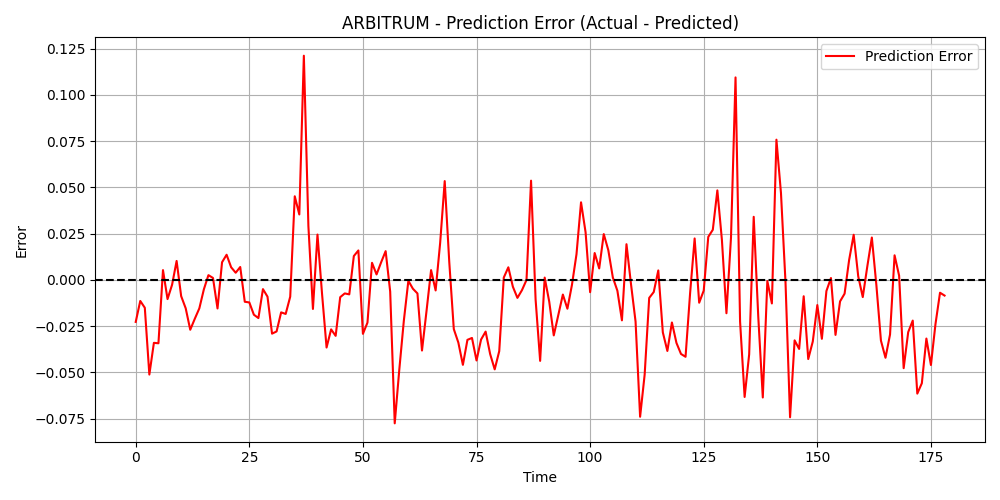 ARBITRUM - Prediction Error (Actual - Predicted)
Prediction Error
Error
0.125
0.100
0.075
0.050
0.025
0.000
−0.025
−0.050
−0.075
0 25 50 75 100 125 150 175
Time